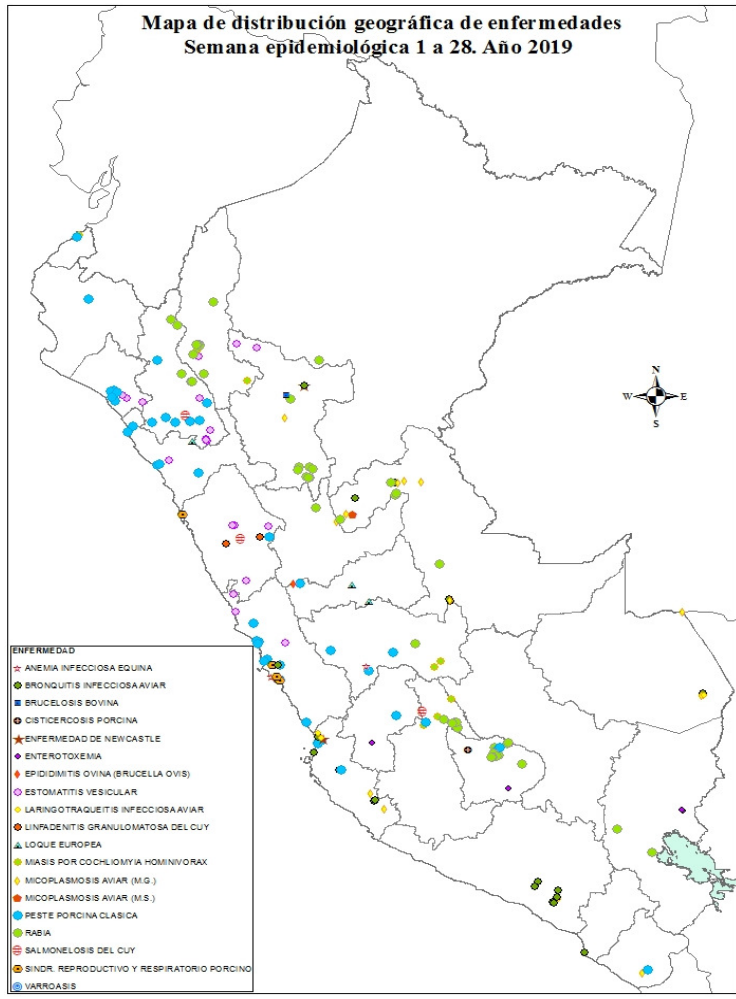 Mapa de distribución geográfica de enfermedades
Semana epidemiológica 1 a 28. Año 2019
N
W E
S
ENFERMEDAD
ANEMIA INFECCIOSA EQUINA
BRONQUITIS INFECCIOSA AVIAR
BRUCELOSIS BOVINA
CISTICERCOSIS PORCINA
ENFERMEDAD DE NEWCASTLE
ENTEROTOXEMIA
EPIDIDIMITIS OVINA (BRUCELLA OVIS)
ESTOMATITIS VESICULAR
LARINGOTRAQUEITIS INFECCIOSA AVIAR
LINFADENITIS GRANULOMATOSA DEL CUY
LOQUE EUROPEA
MIASIS POR COCHLIOMYIA HOMINIVORAX
MICOPLASMOSIS AVIAR (M.G.)
MICOPLASMOSIS AVIAR (M.S.)
PESTE PORCINA CLASICA
RABIA
SALMONELOSIS DEL CUY
SINDR. REPRODUCTIVO Y RESPIRATORIO PORCINO
VARROASIS